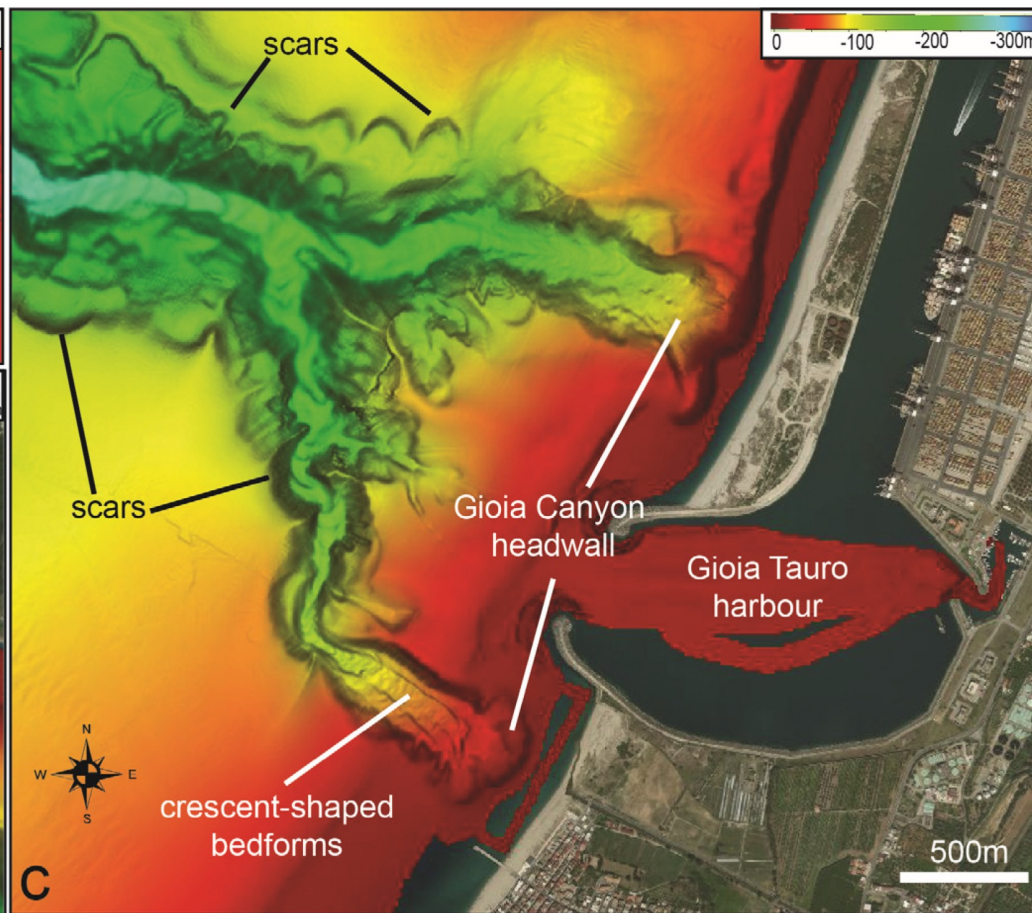 scars
0 -100 -200 -300m
scars
Gioia Canyon
headwall
Gioia Tauro
harbour
N
W E
S
crescent-shaped
bedforms
500m
C